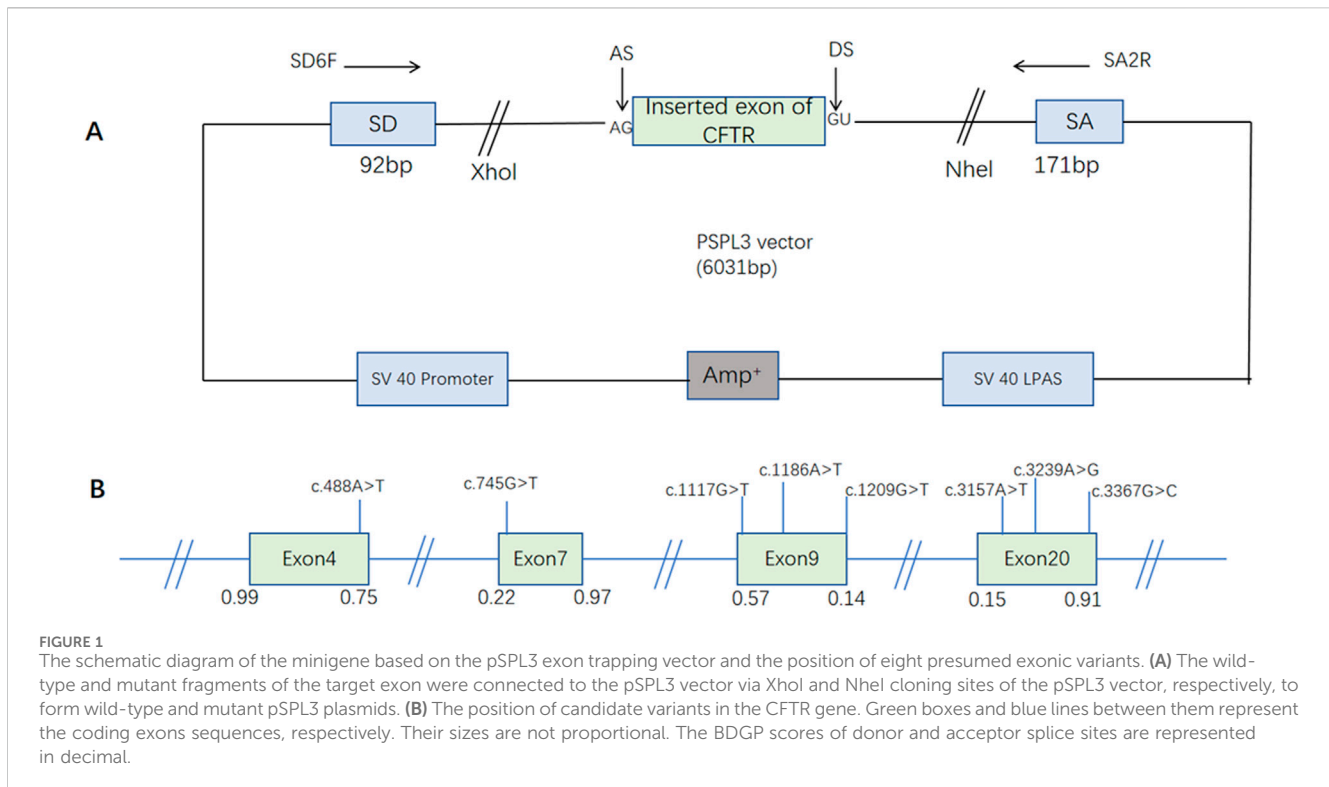 SD6F
AS
DS
SA2R
A
SD
AG
Inserted exon of
CFTR
GU
SA
92bp
XhoI
NheI
171bp
PSPL3 vector
(6031bp)
SV 40 Promoter
Amp+
SV 40 LPAS
B
c.488A>T
c.745G>T
c.1117G>T
c.1186A>T
c.1209G>T
c.3157A>T
c.3239A>G
c.3367G>C
Exon4
Exon7
Exon9
Exon20
0.99
0.75
0.22
0.97
0.57
0.14
0.15
0.91
FIGURE 1
The schematic diagram of the minigene based on the pSPL3 exon trapping vector and the position of eight presumed exonic variants. (A) The wild-
type and mutant fragments of the target exon were connected to the pSPL3 vector via XhoI and NheI cloning sites of the pSPL3 vector, respectively, to
form wild-type and mutant pSPL3 plasmids. (B) The position of candidate variants in the CFTR gene. Green boxes and blue lines between them represent
the coding exons sequences, respectively. Their sizes are not proportional. The BDGP scores of donor and acceptor splice sites are represented
in decimal.